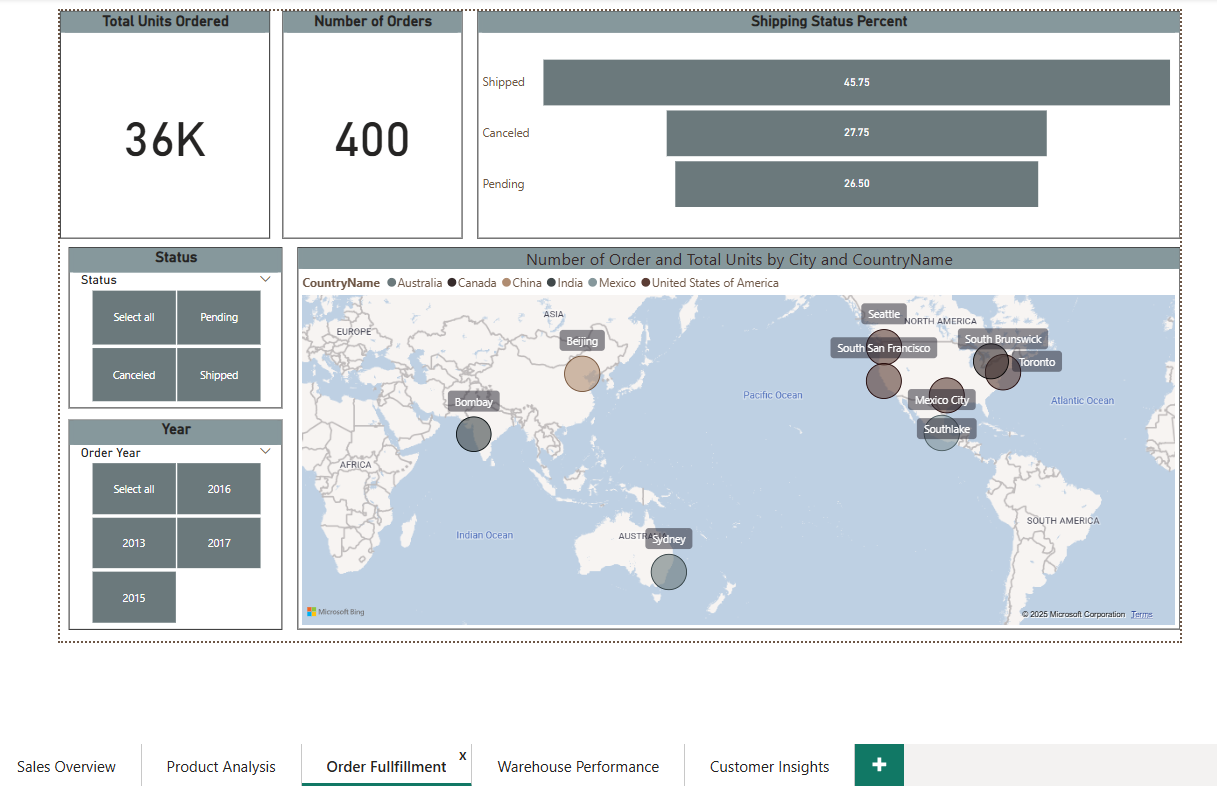 Total Units Ordered
36K
Number of Orders
400
Shipping Status Percent
Shipped
45.75
Canceled
27.75
Pending
26.50
Status
Status
Select all
Pending
Canceled
Shipped
Year
Order Year
Select all
2016
2013
2017
2015
Number of Order and Total Units by City and CountryName
CountryName Australia Canada China India Mexico United States of America
ASIA
EUROPE
Beijing
Bombay
AFRICA
Indian Ocean
AUSTRA
Sydney
Pacific Ocean
Seattle
NORTH AMERICA
South San Francisco
South Brunswick
Toronto
Mexico City
Southlake
Atlantic Ocean
SOUTH AMERICA
Microsoft Bing
© 2025 Microsoft Corporation Terms
Sales Overview
Product Analysis
Order Fullfillment
x
Warehouse Performance
Customer Insights
+